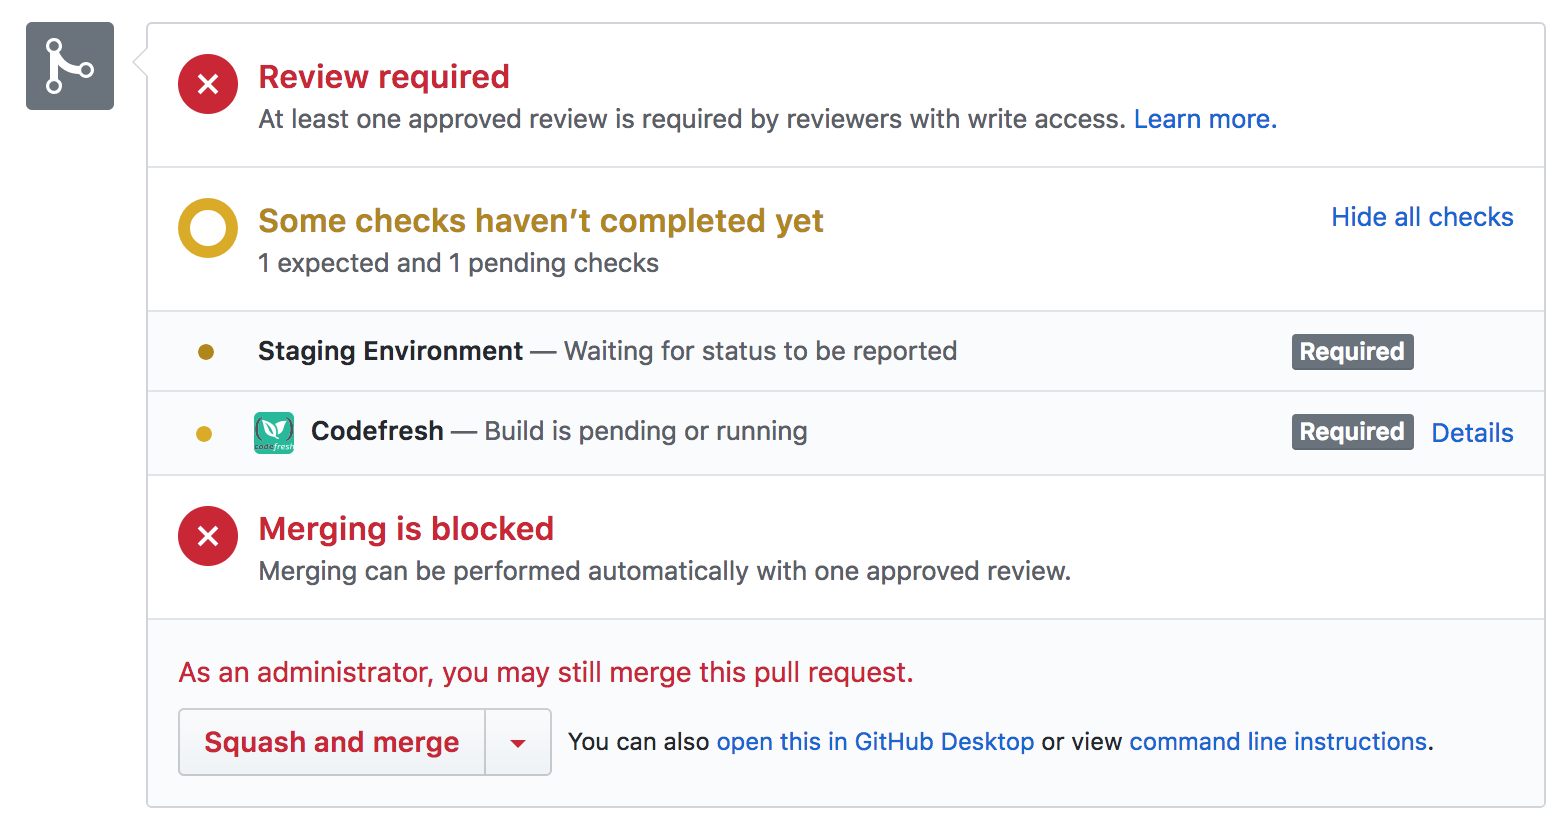 Review required
At least one approved review is required by reviewers with write access. Learn more.
Some checks haven’t completed yet
Hide all checks
1 expected and 1 pending checks
Staging Environment — Waiting for status to be reported
Required
codefresh
Codefresh — Build is pending or running
Required
Details
Merging is blocked
Merging can be performed automatically with one approved review.
As an administrator, you may still merge this pull request.
Squash and merge
You can also open this in GitHub Desktop or view command line instructions.